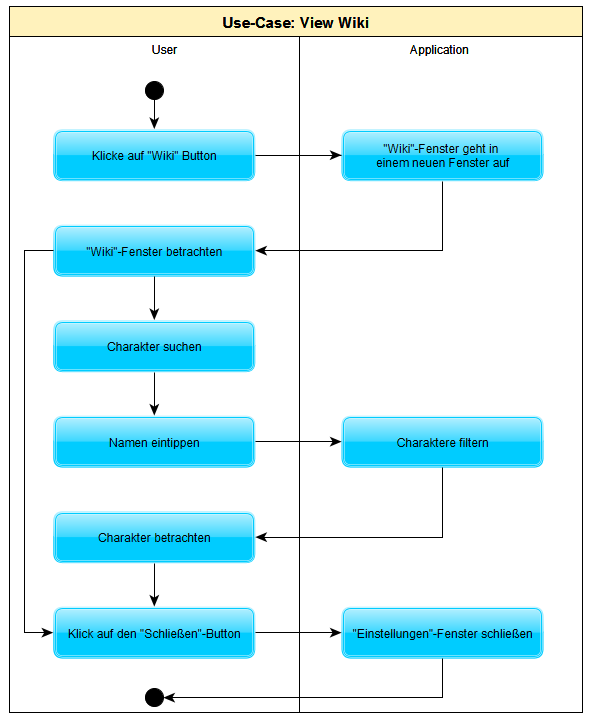 Use-Case: View Wiki
User
Application
Klicke auf "Wiki" Button
"Wiki"-Fenster geht in
einem neuen Fenster auf
"Wiki"-Fenster betrachten
Charakter suchen
Namen eintippen
Charaktere filtern
Charakter betrachten
Klick auf den "Schließen"-Button
"Einstellungen"-Fenster schließen